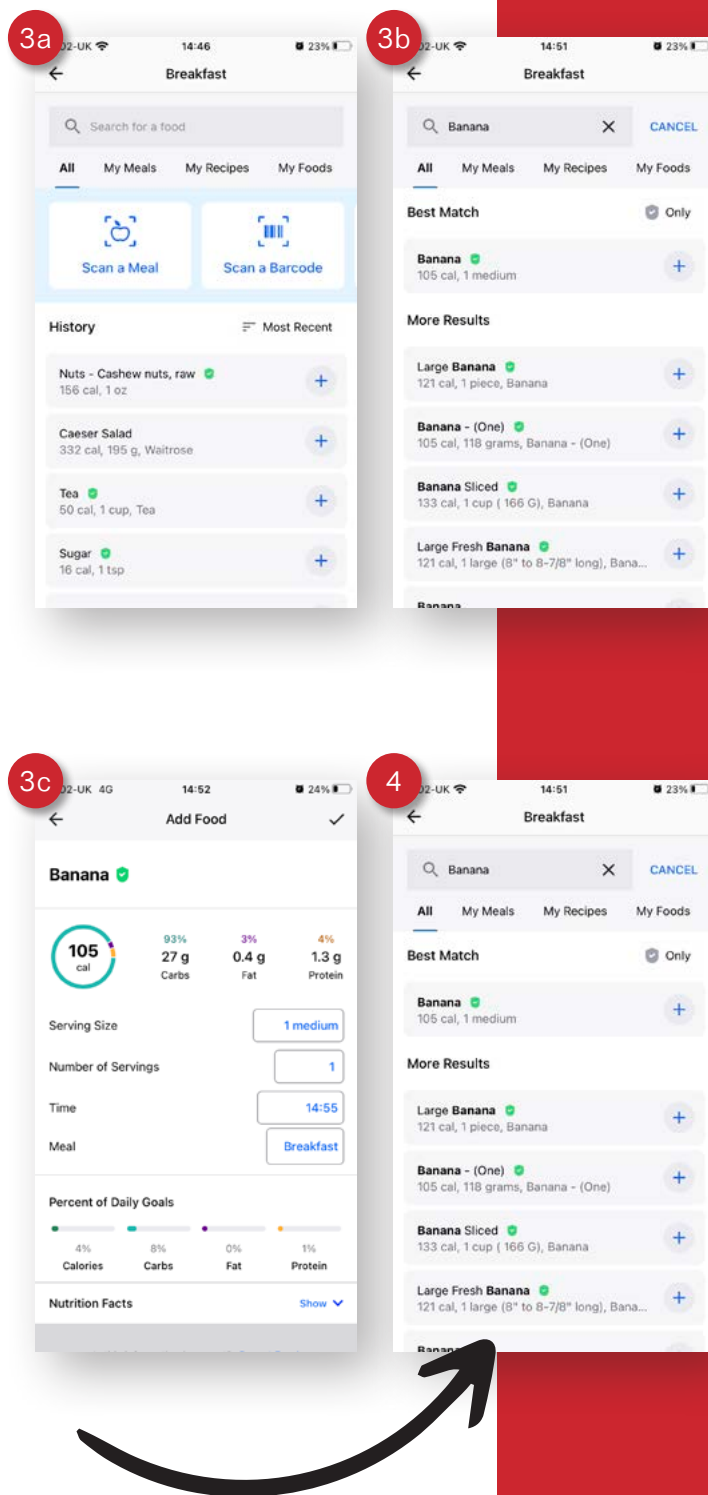 3a
O2-UK 14:46 23%
Breakfast
Search for a food
All My Meals My Recipes My Foods
Scan a Meal Scan a Barcode
History Most Recent
Nuts - Cashew nuts, raw
156 cal, 1 oz
Caeser Salad
332 cal, 195 g, Waitrose
Tea
50 cal, 1 cup, Tea
Sugar
16 cal, 1 tsp
3b
O2-UK 14:51 23%
Breakfast
Banana CANCEL
All My Meals My Recipes My Foods
Best Match Only
Banana
105 cal, 1 medium
More Results
Large Banana
121 cal, 1 piece, Banana
Banana - (One)
105 cal, 118 grams, Banana - (One)
Banana Sliced
133 cal, 1 cup ( 166 G), Banana
Large Fresh Banana
121 cal, 1 large (8" to 8-7/8" long), Bana...
Banana
3c
O2-UK 4G 14:52 24%
Add Food
Banana
105
cal
93% 3% 4%
27 g 0.4 g 1.3 g
Carbs Fat Protein
Serving Size 1 medium
Number of Servings 1
Time 14:55
Meal Breakfast
Percent of Daily Goals
4% 8% 0% 1%
Calories Carbs Fat Protein
Nutrition Facts Show
4
O2-UK 14:51 23%
Breakfast
Banana CANCEL
All My Meals My Recipes My Foods
Best Match Only
Banana
105 cal, 1 medium
More Results
Large Banana
121 cal, 1 piece, Banana
Banana - (One)
105 cal, 118 grams, Banana - (One)
Banana Sliced
133 cal, 1 cup ( 166 G), Banana
Large Fresh Banana
121 cal, 1 large (8" to 8-7/8" long), Bana...
Banana